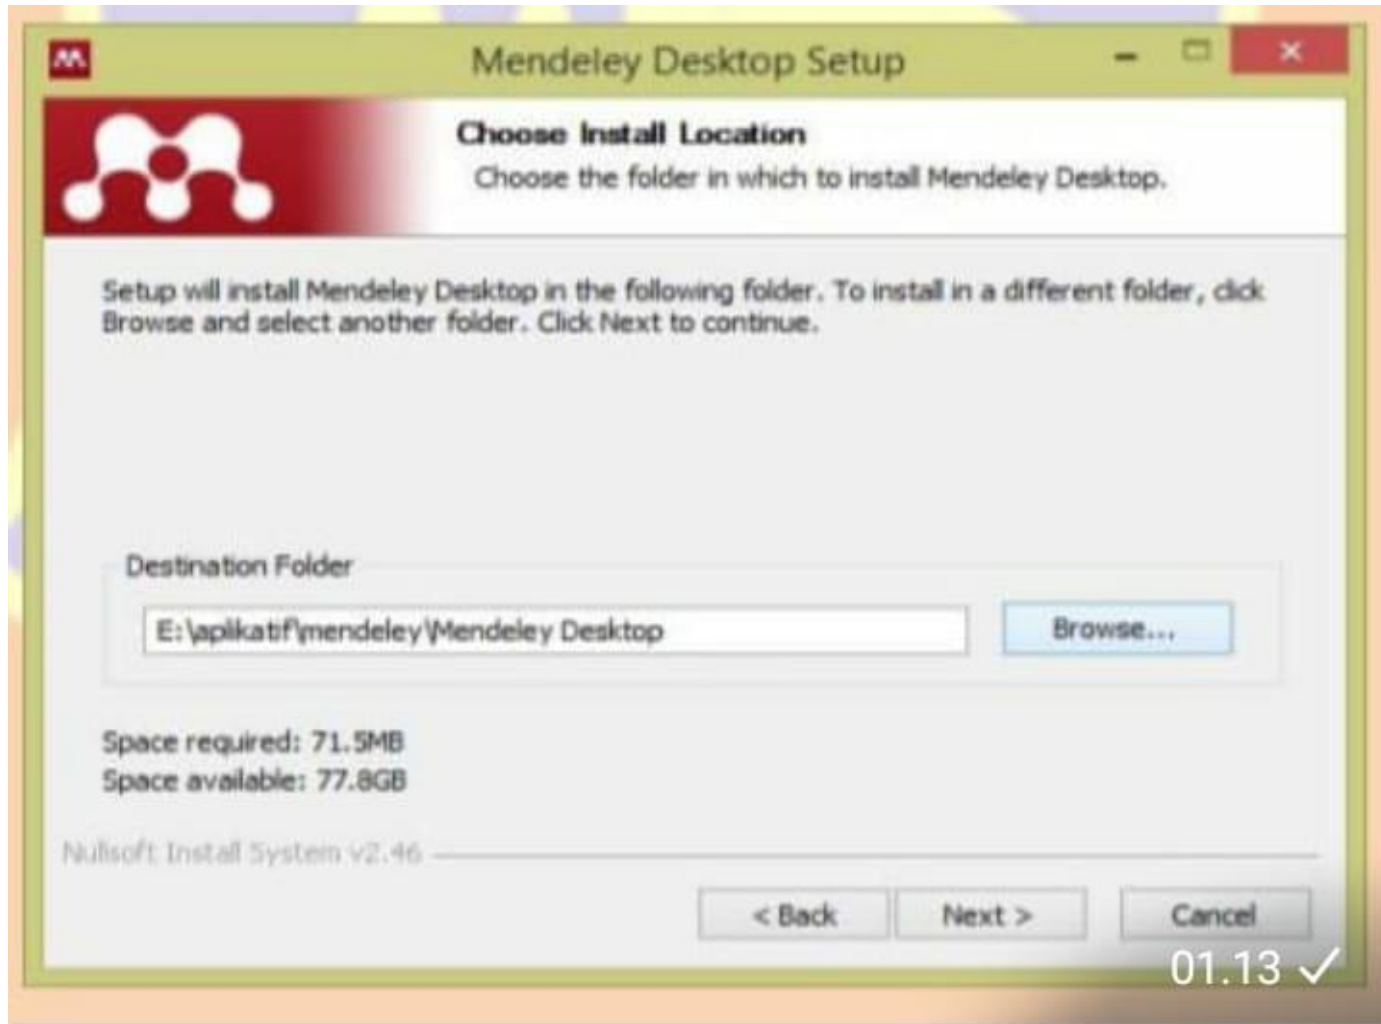 Mendeley Desktop Setup
Choose Install Location
Choose the folder in which to install Mendeley Desktop.
Setup will install Mendeley Desktop in the following folder. To install in a different folder, click
Browse and select another folder. Click Next to continue.
Destination Folder
E:\aplikatif\mendeley\Mendeley Desktop
Browse...
Space required: 71.5MB
Space available: 77.8GB
Nullsoft Install System v2.46
< Back
Next >
Cancel
01.13